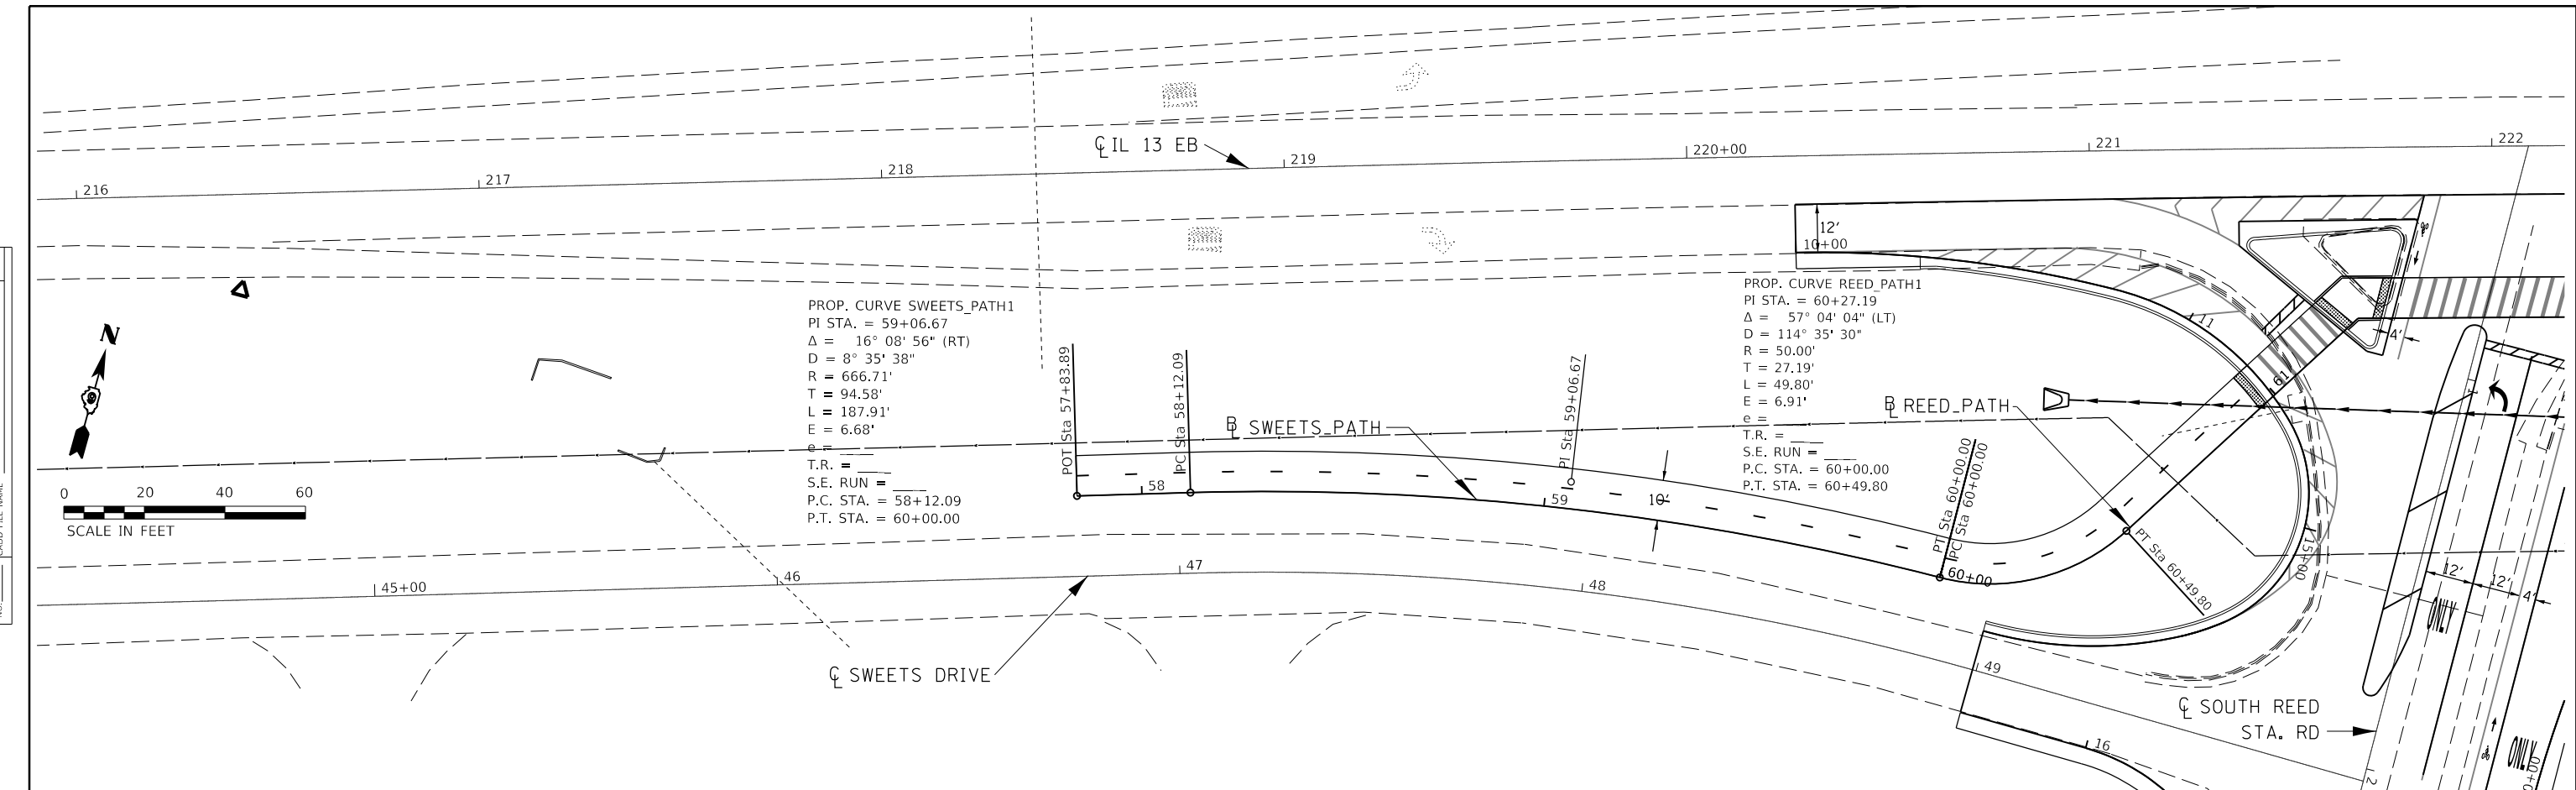 216
217
218
219
220+00
221
222
℄ IL 13 EB
12'
10+00
11
4'
PROP. CURVE SWEETS_PATH1
PI STA. = 59+06.67
Δ = 16° 08' 56" (RT)
D = 8° 35' 38"
R = 666.71'
T = 94.58'
L = 187.91'
E = 6.68'
e = ____
T.R. = ____
S.E. RUN = ____
P.C. STA. = 58+12.09
P.T. STA. = 60+00.00
PROP. CURVE REED_PATH1
PI STA. = 60+27.19
Δ = 57° 04' 04" (LT)
D = 114° 35' 30"
R = 50.00'
T = 27.19'
L = 49.80'
E = 6.91'
e = ____
T.R. = ____
S.E. RUN = ____
P.C. STA. = 60+00.00
P.T. STA. = 60+49.80
N
0 20 40 60
SCALE IN FEET
POT Sta 57+83.89
PC Sta 58+12.09
PI Sta 59+06.67
PT Sta 60+00.00
PC Sta 60+00.00
PT Sta 60+49.80
B͟L SWEETS_PATH
B͟L REED_PATH
58
59
10'
60+00
61
15+00
12'
12'
4'
ONLY
45+00
46
47
48
49
16
℄ SWEETS DRIVE
℄ SOUTH REED
STA. RD
ONLY
2